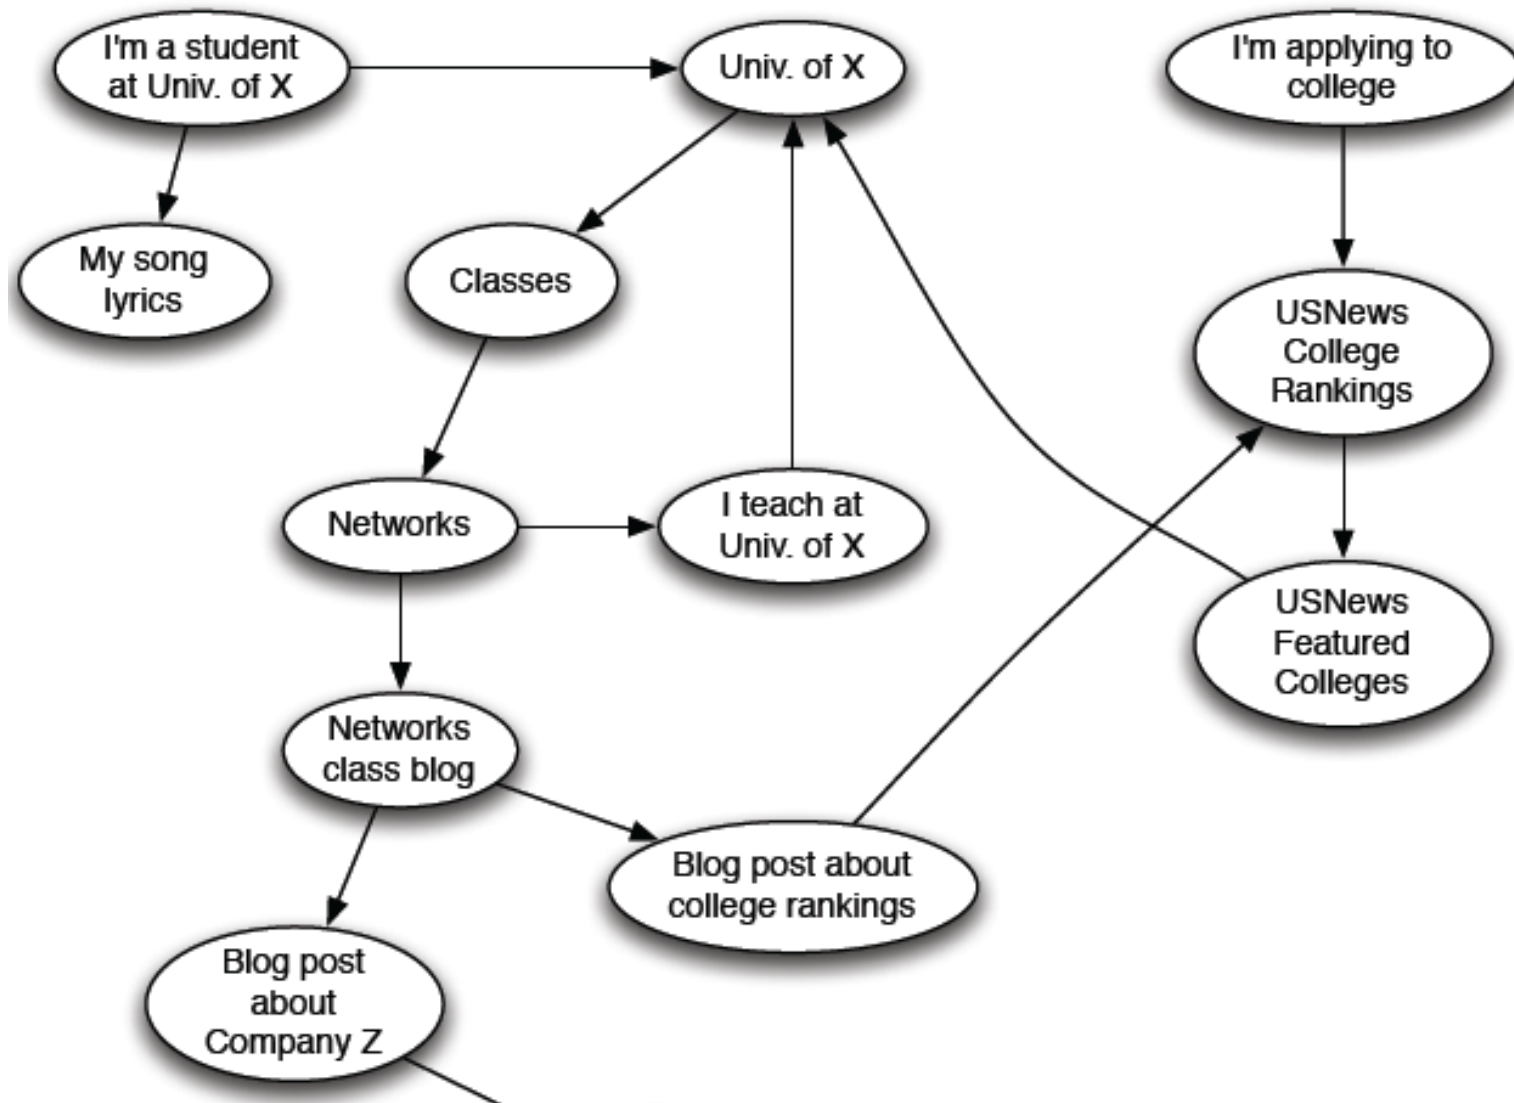 I'm a student
at Univ. of X
Univ. of X
I'm applying to
college
My song
lyrics
Classes
USNews
College
Rankings
Networks
I teach at
Univ. of X
USNews
Featured
Colleges
Networks
class blog
Blog post about
college rankings
Blog post
about
Company Z